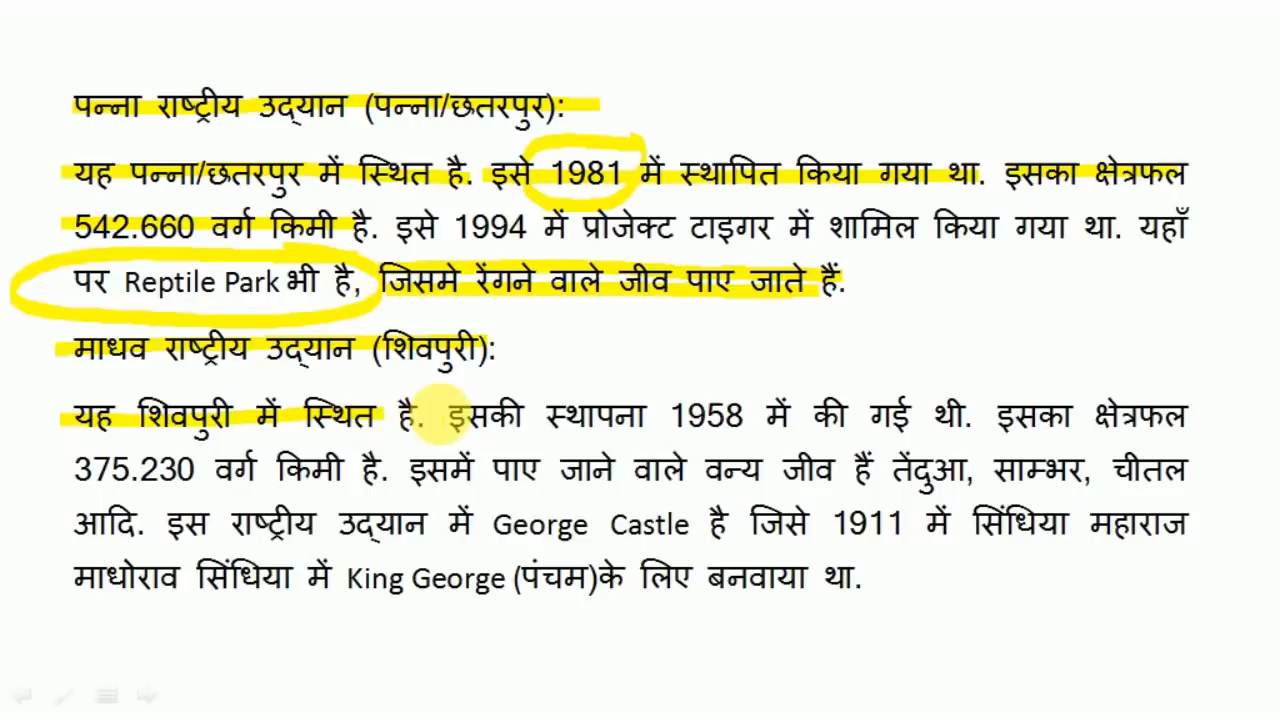 पन्ना राष्ट्रीय उद्यान (पन्ना/छतरपुर):
यह पन्ना/छतरपुर में स्थित है. इसे 1981 में स्थापित किया गया था. इसका क्षेत्रफल
542.660 वर्ग किमी है. इसे 1994 में प्रोजेक्ट टाइगर में शामिल किया गया था. यहाँ
पर Reptile Park भी है, जिसमे रेंगने वाले जीव पाए जाते हैं.
माधव राष्ट्रीय उद्यान (शिवपुरी):
यह शिवपुरी में स्थित है. इसकी स्थापना 1958 में की गई थी. इसका क्षेत्रफल
375.230 वर्ग किमी है. इसमें पाए जाने वाले वन्य जीव हैं तेंदुआ, साम्भर, चीतल
आदि. इस राष्ट्रीय उद्यान में George Castle है जिसे 1911 में सिंधिया महाराज
माधोराव सिंधिया में King George (पंचम)के लिए बनवाया था.